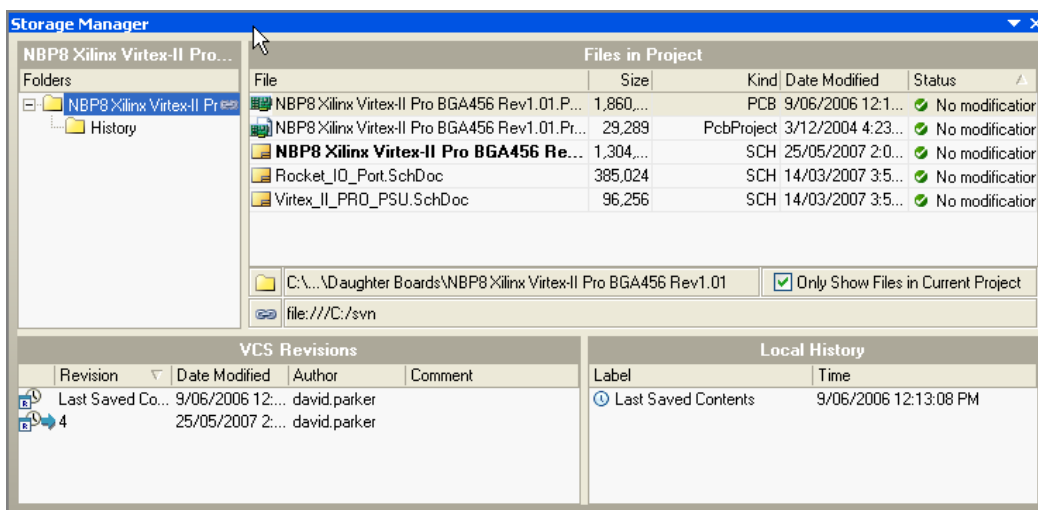 Storage Manager
NBP8 Xilinx Virtex-II Pro...
Folders
NBP8 Xilinx Virtex-II Pr
History
Files in Project
File Size Kind Date Modified Status
NBP8 Xilinx Virtex-II Pro BGA456 Rev1.01.P... 1,860,... PCB 9/06/2006 12:1... No modification
NBP8 Xilinx Virtex-II Pro BGA456 Rev1.01.Pr... 29,289 PcbProject 3/12/2004 4:23... No modification
NBP8 Xilinx Virtex-II Pro BGA456 Re... 1,304,... SCH 25/05/2007 2:0... No modification
Rocket_IO_Port.SchDoc 385,024 SCH 14/03/2007 3:5... No modification
Virtex_II_PRO_PSU.SchDoc 96,256 SCH 14/03/2007 3:5... No modification
C:\...\Daughter Boards\NBP8 Xilinx Virtex-II Pro BGA456 Rev1.01 Only Show Files in Current Project
file:///C:/svn
VCS Revisions
Revision Date Modified Author Comment
Last Saved Co... 9/06/2006 12:... david.parker
4 25/05/2007 2:... david.parker
Local History
Label Time
Last Saved Contents 9/06/2006 12:13:08 PM